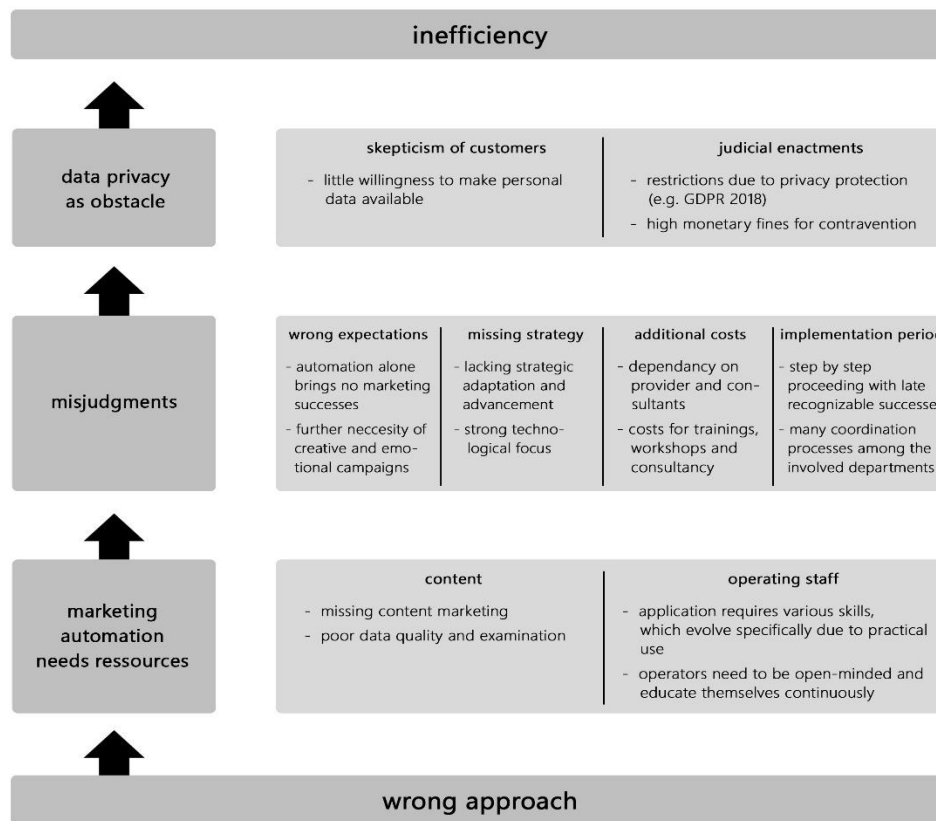 inefficiency
data privacy
as obstacle
skepticism of customers
- little willingness to make personal
data available
judicial enactments
- restrictions due to privacy protection
(e.g. GDPR 2018)
- high monetary fines for contravention
misjudgments
wrong expectations
- automation alone
brings no marketing
successes
- further neccesity of
creative and emo-
tional campaigns
missing strategy
- lacking strategic
adaptation and
advancement
- strong techno-
logical focus
additional costs
- dependancy on
provider and con-
sultants
- costs for trainings,
workshops and
consultancy
implementation period
- step by step
proceeding with late
recognizable successe
- many coordination
processes among the
involved departments
marketing
automation
needs ressources
content
- missing content marketing
- poor data quality and examination
operating staff
- application requires various skills,
which evolve specifically due to practical
use
- operators need to be open-minded and
educate themselves continuously
wrong approach